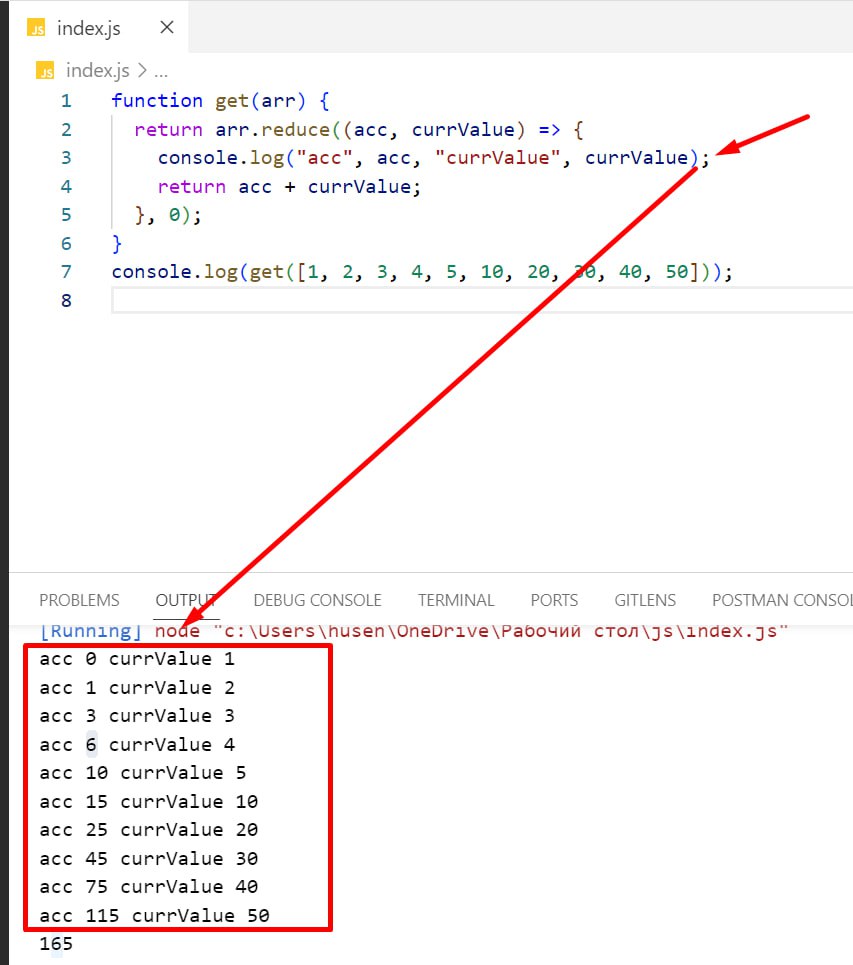 JS index.js ×
JS index.js > ...
1 function get(arr) {
2 return arr.reduce((acc, currValue) => {
3 console.log("acc", acc, "currValue", currValue);
4 return acc + currValue;
5 }, 0);
6 }
7 console.log(get([1, 2, 3, 4, 5, 10, 20, 30, 40, 50]));
8
PROBLEMS OUTPUT DEBUG CONSOLE TERMINAL PORTS GITLENS POSTMAN CONSOL
[Running] node "c:\Users\husen\OneDrive\Рабочий стол\js\index.js"
acc 0 currValue 1
acc 1 currValue 2
acc 3 currValue 3
acc 6 currValue 4
acc 10 currValue 5
acc 15 currValue 10
acc 25 currValue 20
acc 45 currValue 30
acc 75 currValue 40
acc 115 currValue 50
165